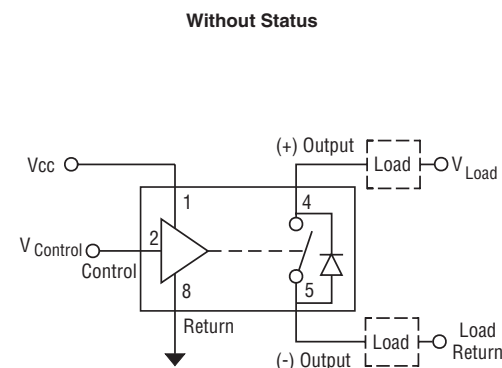 Without Status
(+) Output
Load
V Load
Vcc
1
4
V Control
2
Control
8
5
Return
(-) Output
Load
Load
Return